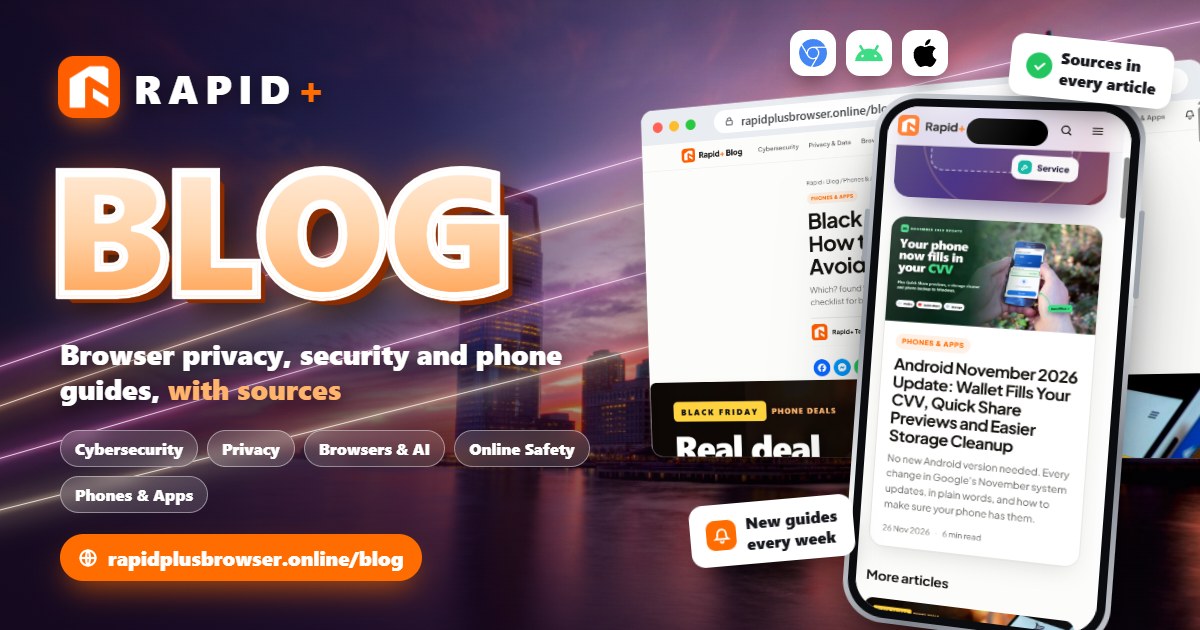 RAPID+
BLOG
Browser privacy, security and phone
guides, with sources
Cybersecurity
Privacy
Browsers & AI
Online Safety
Phones & Apps
rapidplusbrowser.online/blog
Sources in
every article
rapidplusbrowser.online/blo
Rapid+ Blog
Cybersecurity
Privacy & Data
PHONES & APPS
Black
How t
Avoid
Which? found
checklist for b
BLACK FRIDAY
PHONE DEALS
Real deal
New guides
every week
Rapid+
Service
Your phone
now fills in
your CVV
PHONES & APPS
Android November 2026
Update: Wallet Fills Your
CVV, Quick Share
Previews and Easier
Storage Cleanup
No new Android version needed. Every
change in Google's November system
updates, in plain words, and how to
make sure your phone has them.
26 Nov 2026
6 min read
More articles